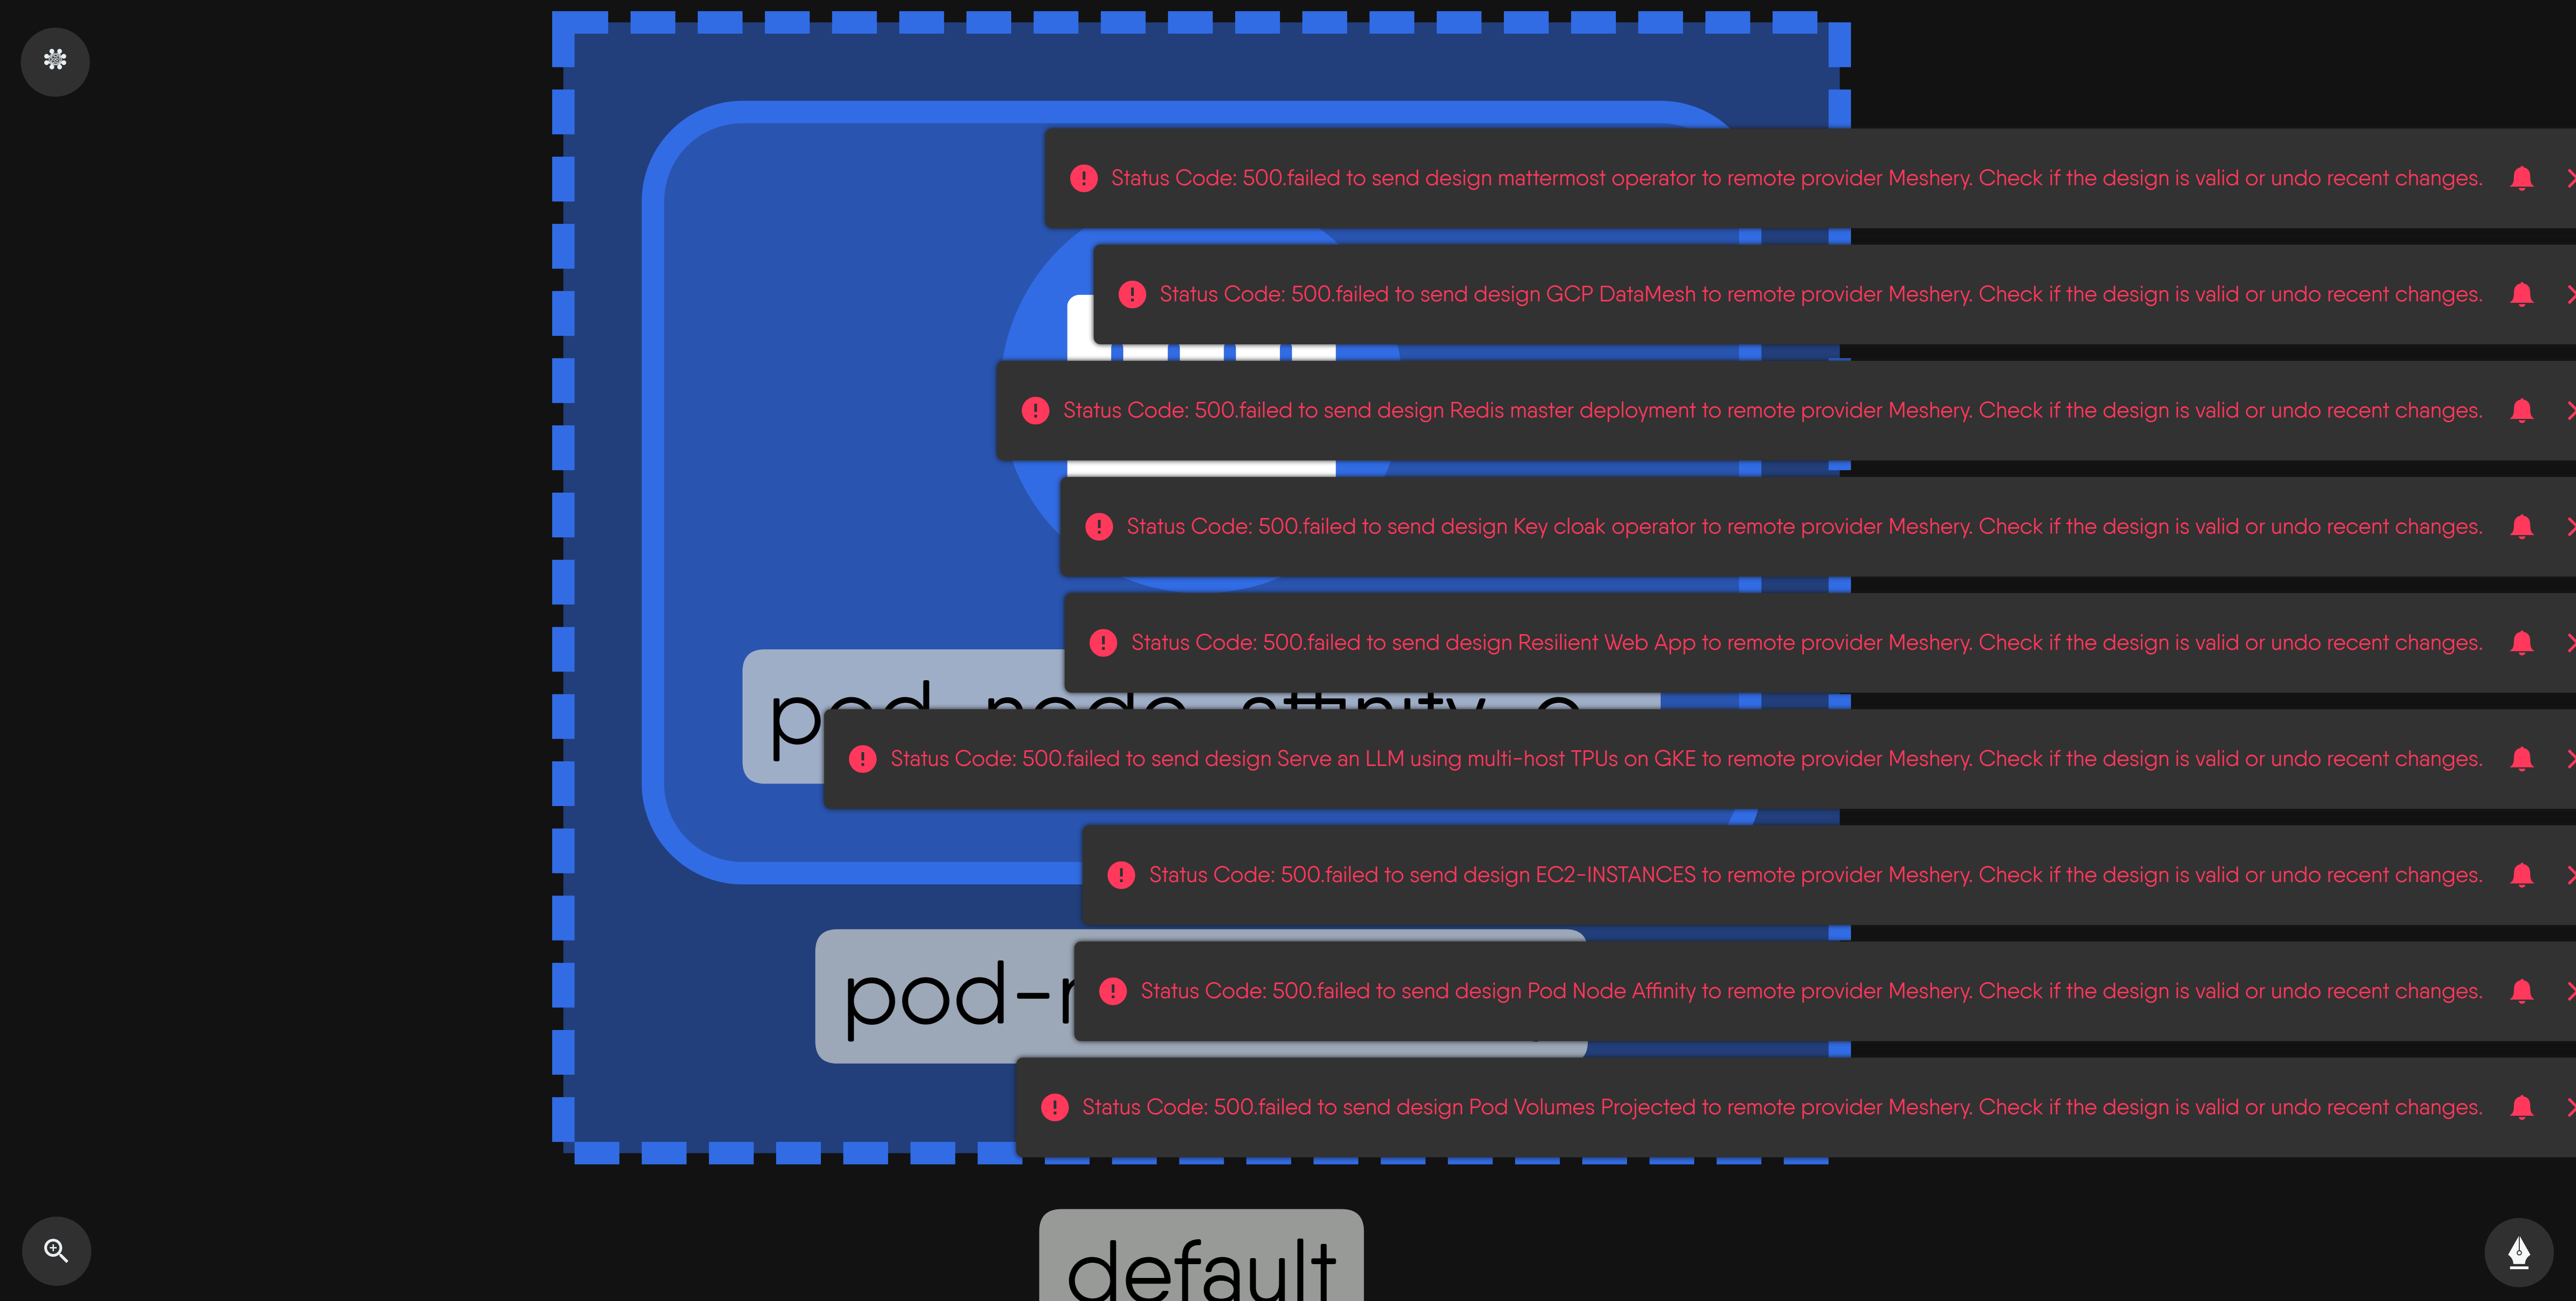 Status Code: 500.failed to send design mattermost operator to remote provider Meshery. Check if the design is valid or undo recent changes.
Status Code: 500.failed to send design GCP DataMesh to remote provider Meshery. Check if the design is valid or undo recent changes.
Status Code: 500.failed to send design Redis master deployment to remote provider Meshery. Check if the design is valid or undo recent changes.
Status Code: 500.failed to send design Key cloak operator to remote provider Meshery. Check if the design is valid or undo recent changes.
Status Code: 500.failed to send design Resilient Web App to remote provider Meshery. Check if the design is valid or undo recent changes.
Status Code: 500.failed to send design Serve an LLM using multi-host TPUs on GKE to remote provider Meshery. Check if the design is valid or undo recent changes.
Status Code: 500.failed to send design EC2-INSTANCES to remote provider Meshery. Check if the design is valid or undo recent changes.
pod-
Status Code: 500.failed to send design Pod Node Affinity to remote provider Meshery. Check if the design is valid or undo recent changes.
Status Code: 500.failed to send design Pod Volumes Projected to remote provider Meshery. Check if the design is valid or undo recent changes.
default